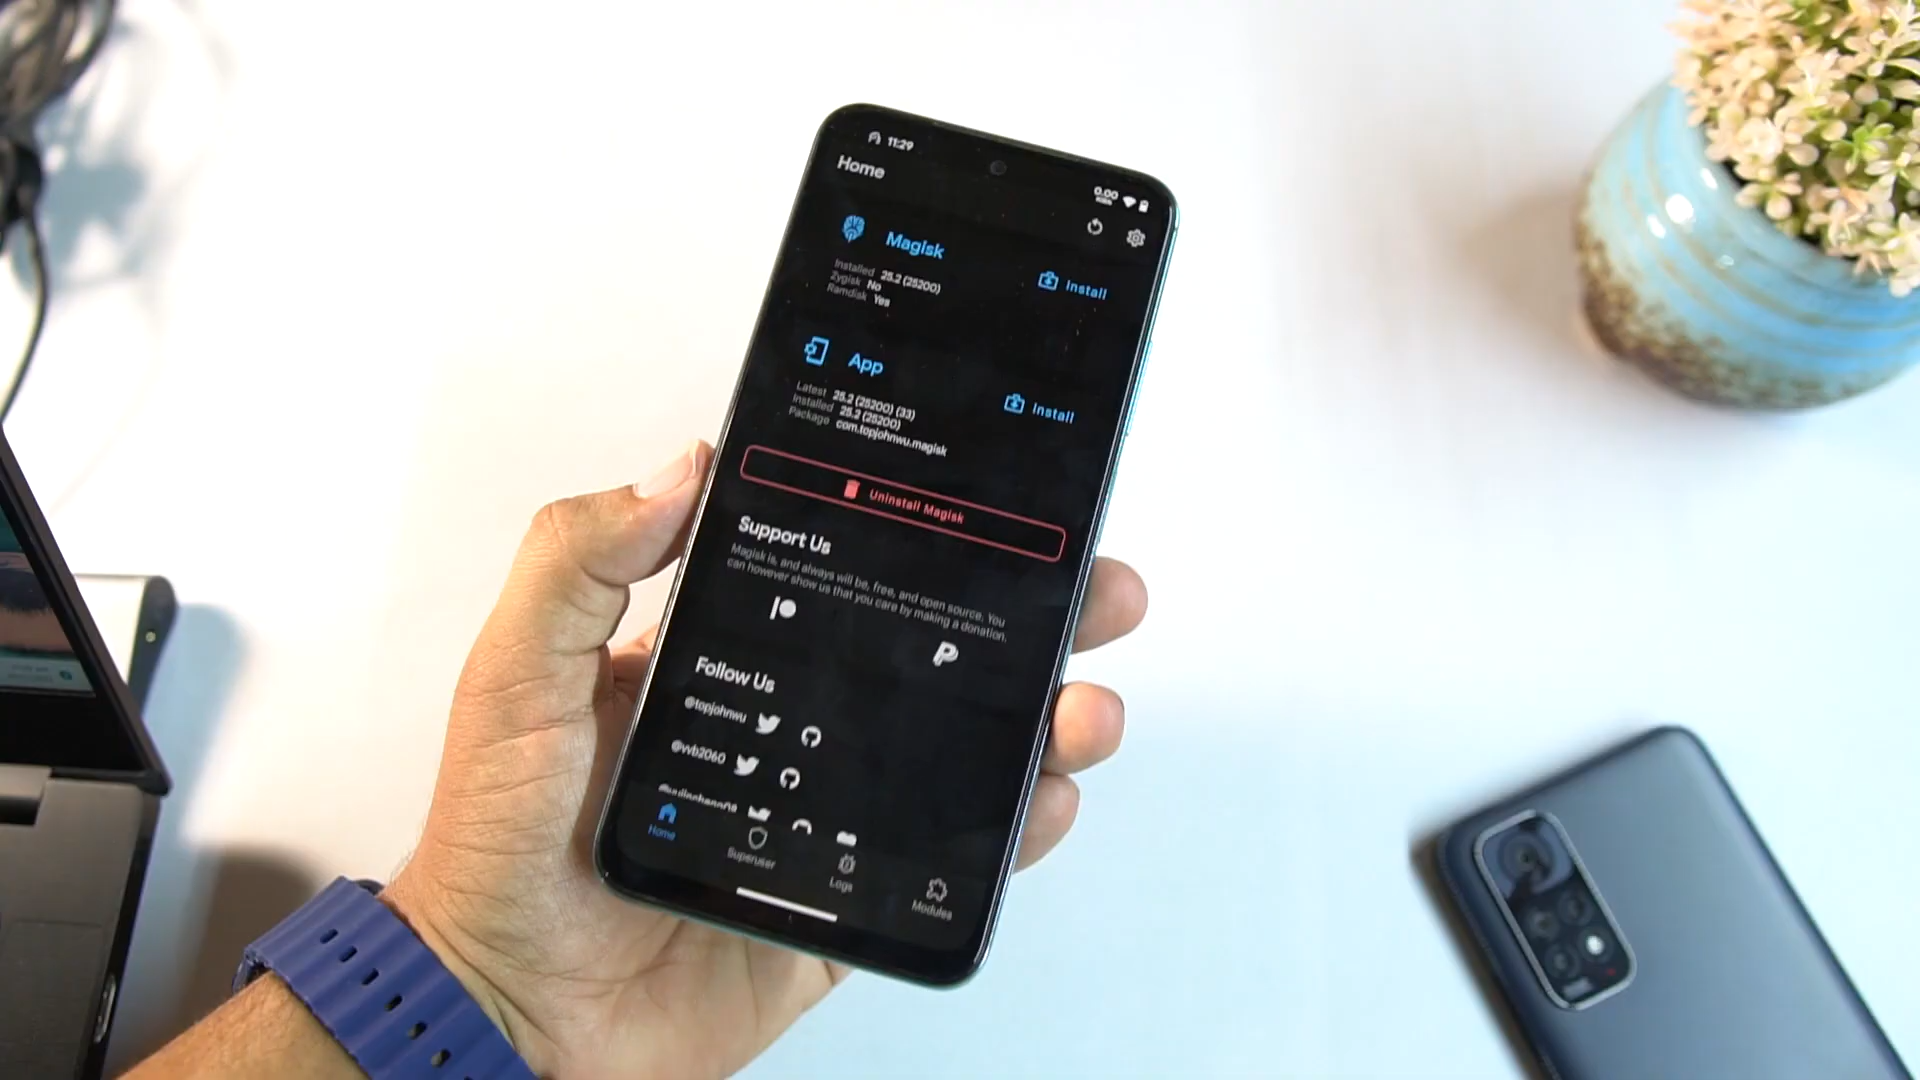 11:29
0.00
Home
Magisk
Install
Installed 25.2 (25200)
Zygisk No
Ramdisk Yes
App
Install
Latest 25.2 (25200) (33)
Installed 25.2 (25200)
Package com.topjohnwu.magisk
Uninstall Magisk
Support Us
Magisk is, and always will be, free, and open source. You
can however show us that you care by making a donation.
Follow Us
@topjohnwu
@vvb2060
Home
Superuser
Logs
Modules